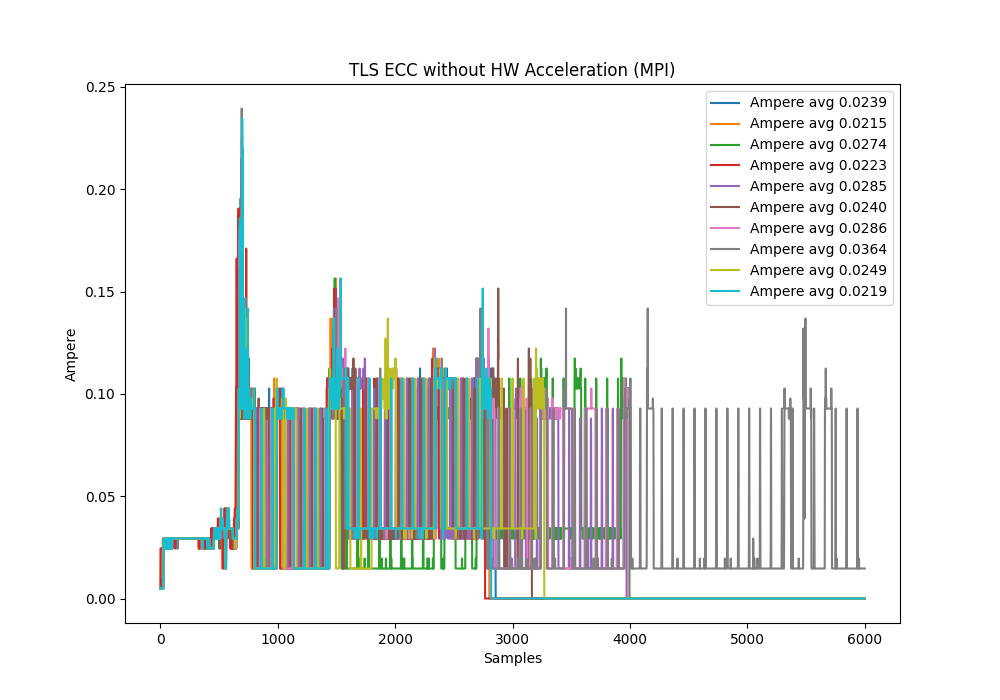 TLS ECC without HW Acceleration (MPI)
0.25
0.20
0.15
0.10
0.05
0.00
Ampere
Ampere avg 0.0239
Ampere avg 0.0215
Ampere avg 0.0274
Ampere avg 0.0223
Ampere avg 0.0285
Ampere avg 0.0240
Ampere avg 0.0286
Ampere avg 0.0364
Ampere avg 0.0249
Ampere avg 0.0219
0 1000 2000 3000 4000 5000 6000
Samples